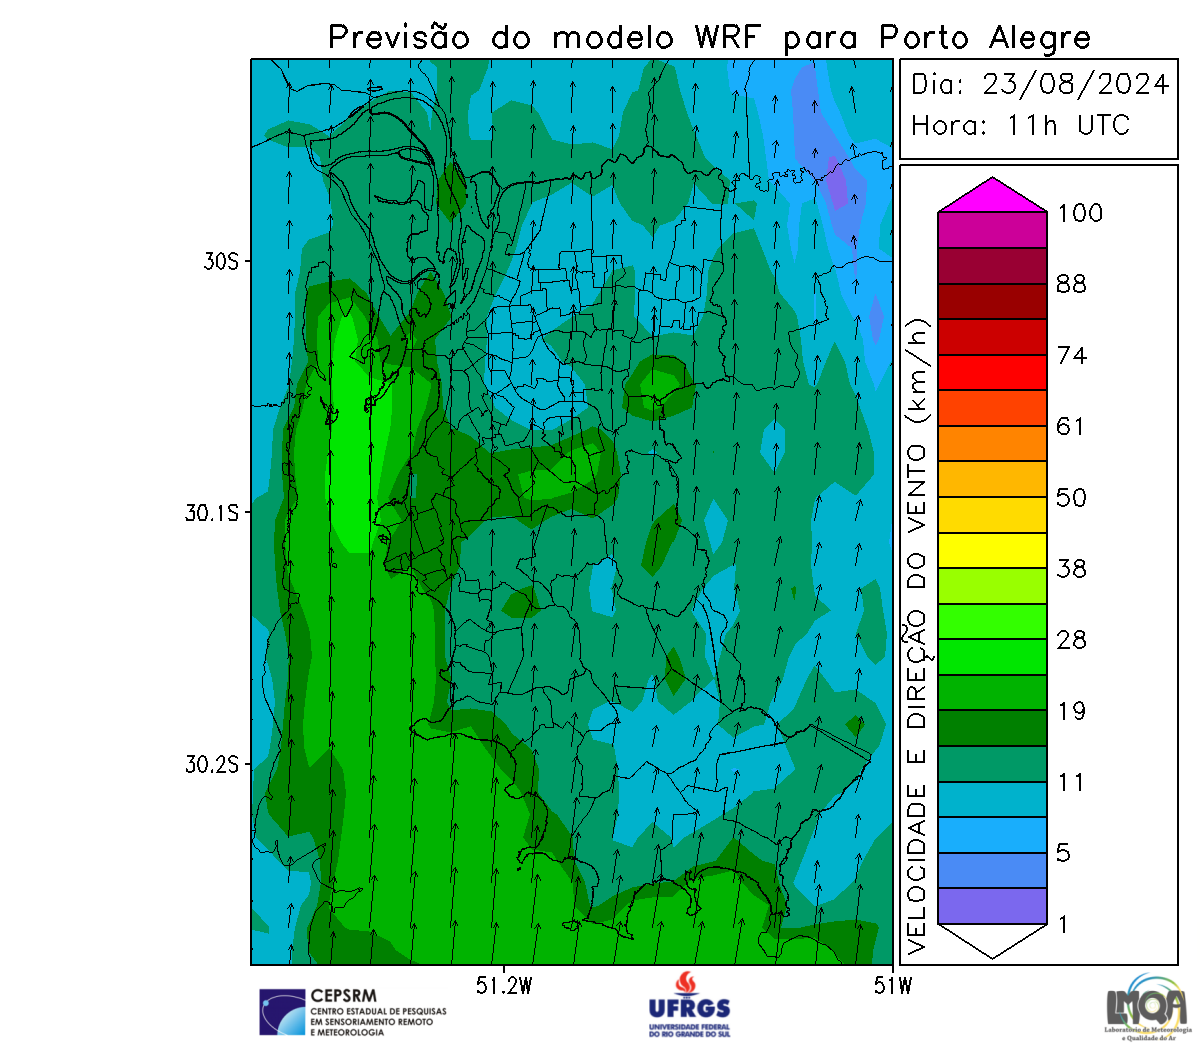 Previsão do modelo WRF para Porto Alegre
Dia: 23/08/2024
Hora: 11h UTC
30S
30.1S
30.2S
51.2W
51W
VELOCIDADE E DIREÇÃO DO VENTO (km/h)
100
88
74
61
50
38
28
19
11
5
1
CEPSRM
CENTRO ESTADUAL DE PESQUISAS
EM SENSORIAMENTO REMOTO
E METEOROLOGIA
UFRGS
UNIVERSIDADE FEDERAL
DO RIO GRANDE DO SUL
LMQA
Laboratório de Meteorologia
e Qualidade do Ar